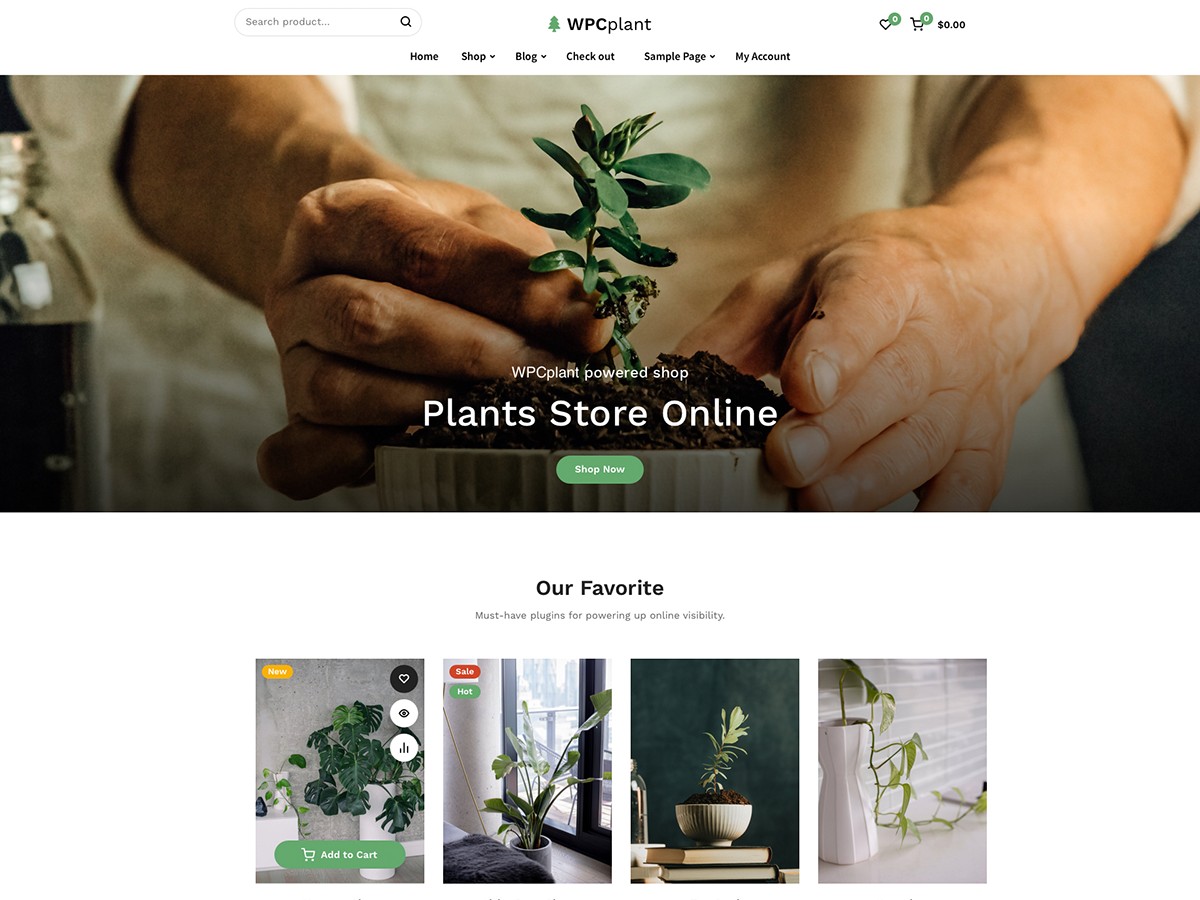 Search product...
WPCplant
0
0
$0.00
Home
Shop
Blog
Check out
Sample Page
My Account
WPCplant powered shop
Plants Store Online
Shop Now
Our Favorite
Must-have plugins for powering up online visibility.
New
Sale
Hot
Add to Cart